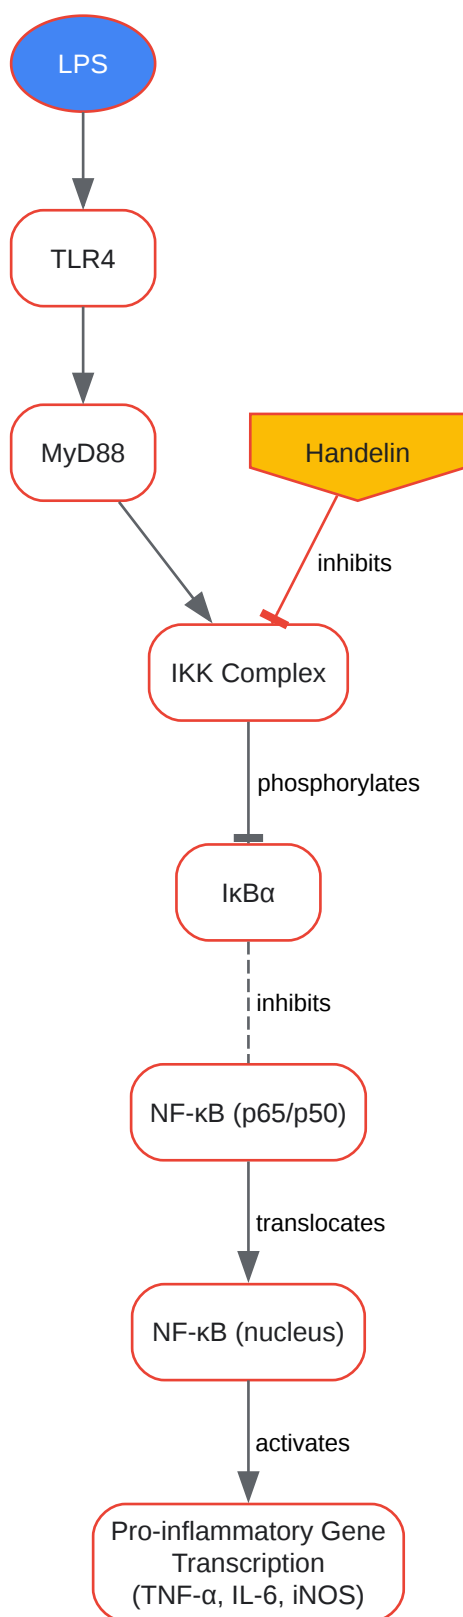 LPS
TLR4
MyD88
Handelin
inhibits
IKK Complex
phosphorylates
IκBα
inhibits
NF-κB (p65/p50)
translocates
NF-κB (nucleus)
activates
Pro-inflammatory Gene
Transcription
(TNF-α, IL-6, iNOS)